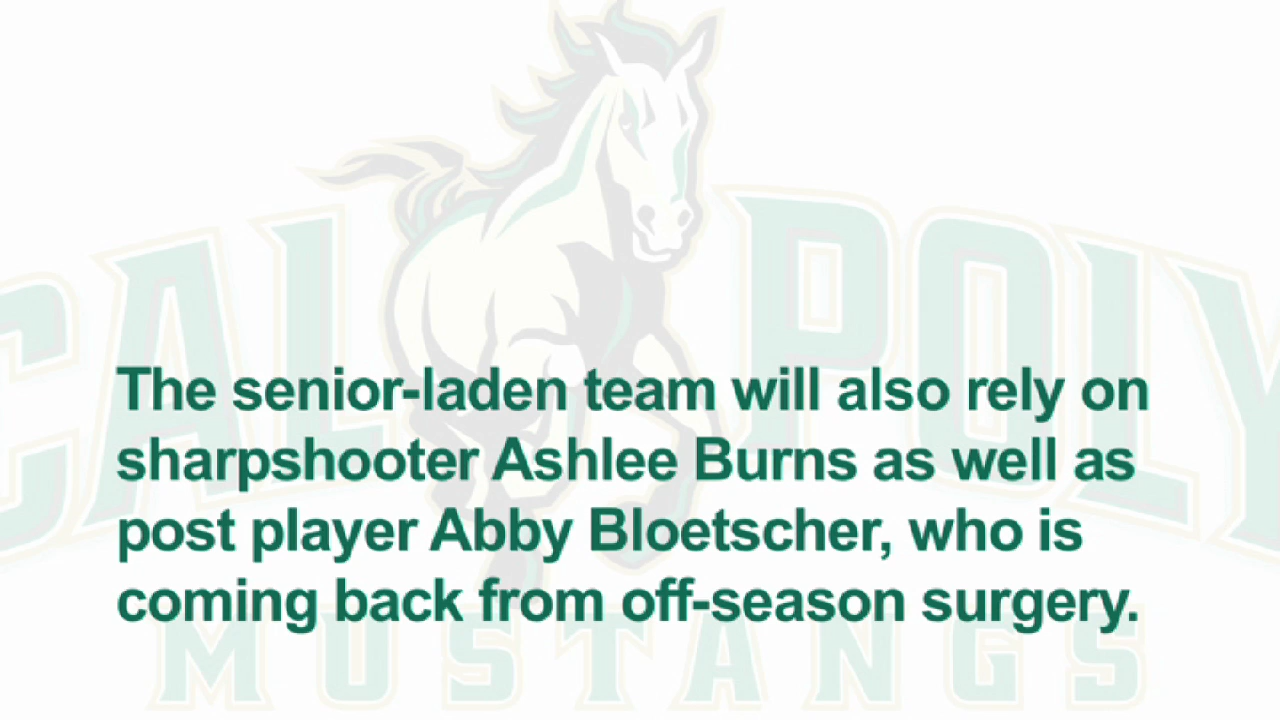 CAL POLY
The senior-laden team will also rely on
sharpshooter Ashlee Burns as well as
post player Abby Bloetscher, who is
coming back from off-season surgery.
MUSTANGS